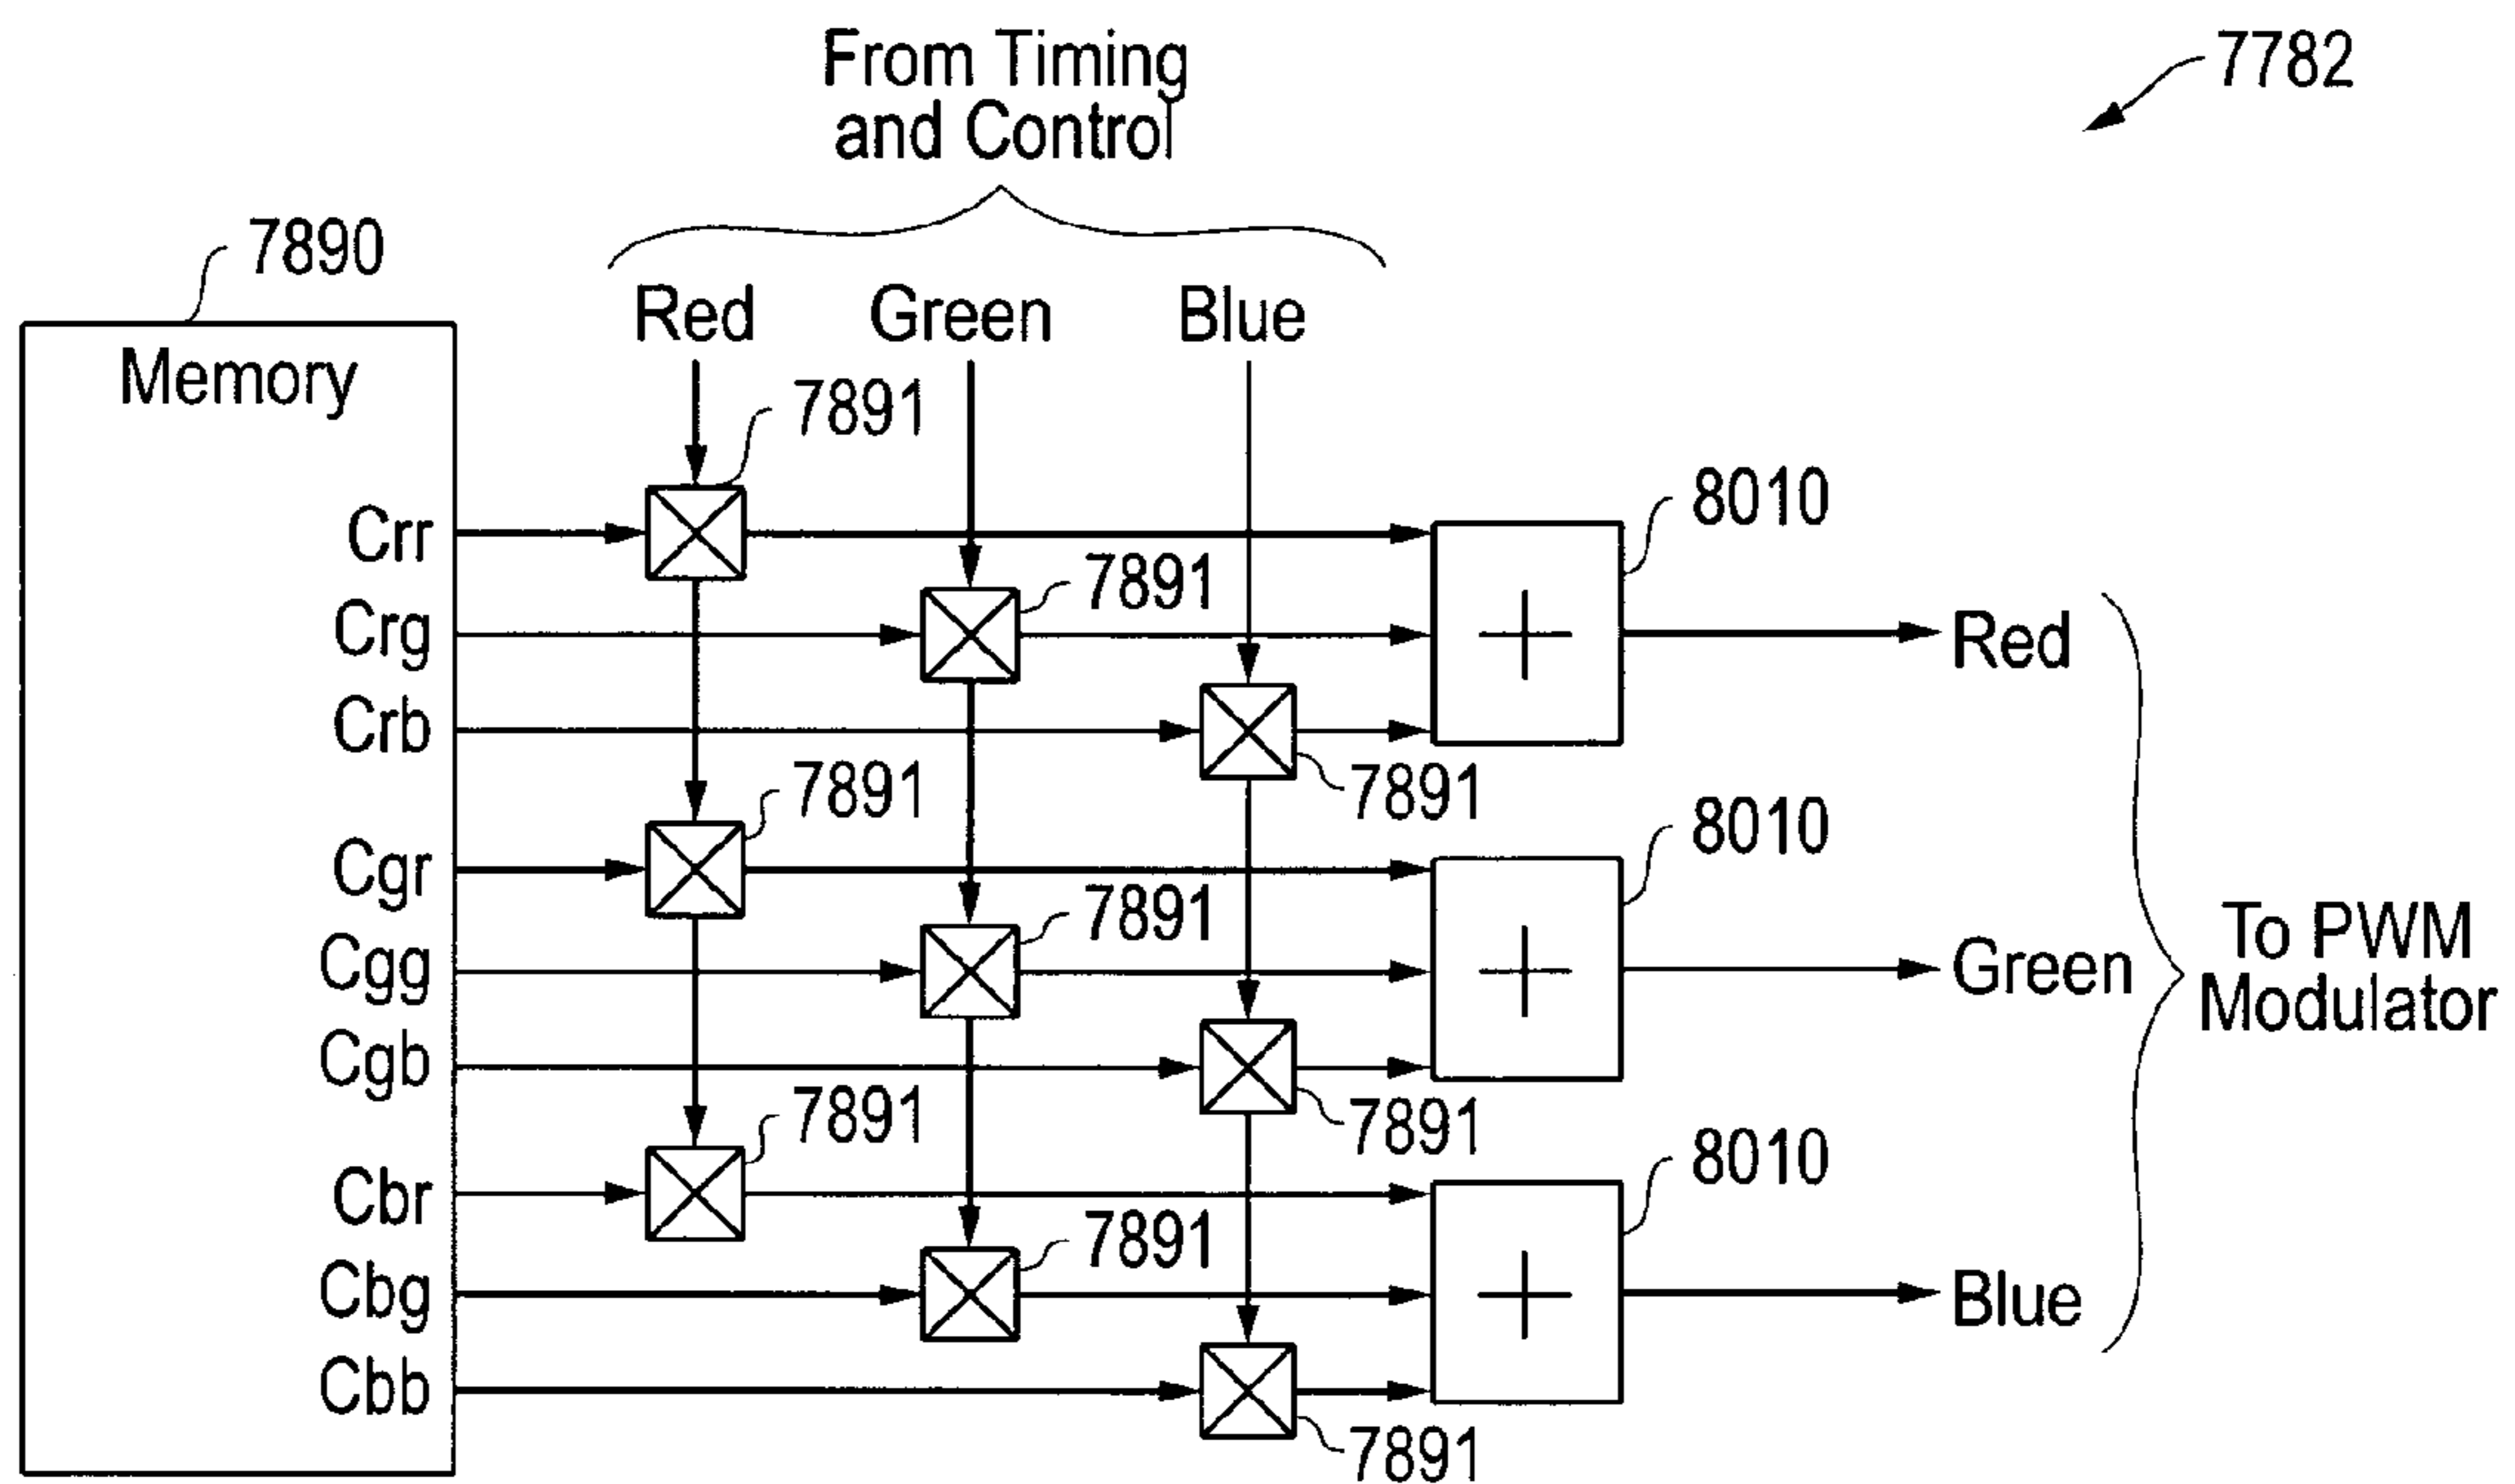 From Timing
and Control
7782
7890
Red
Green
Blue
Memory
7891
Crr
8010
7891
Crg
Red
Crb
7891
7891
8010
Cgr
7891
Cgg
Green
To PWM
Modulator
Cgb
7891
7891
8010
Cbr
7891
Cbg
Blue
Cbb
7891